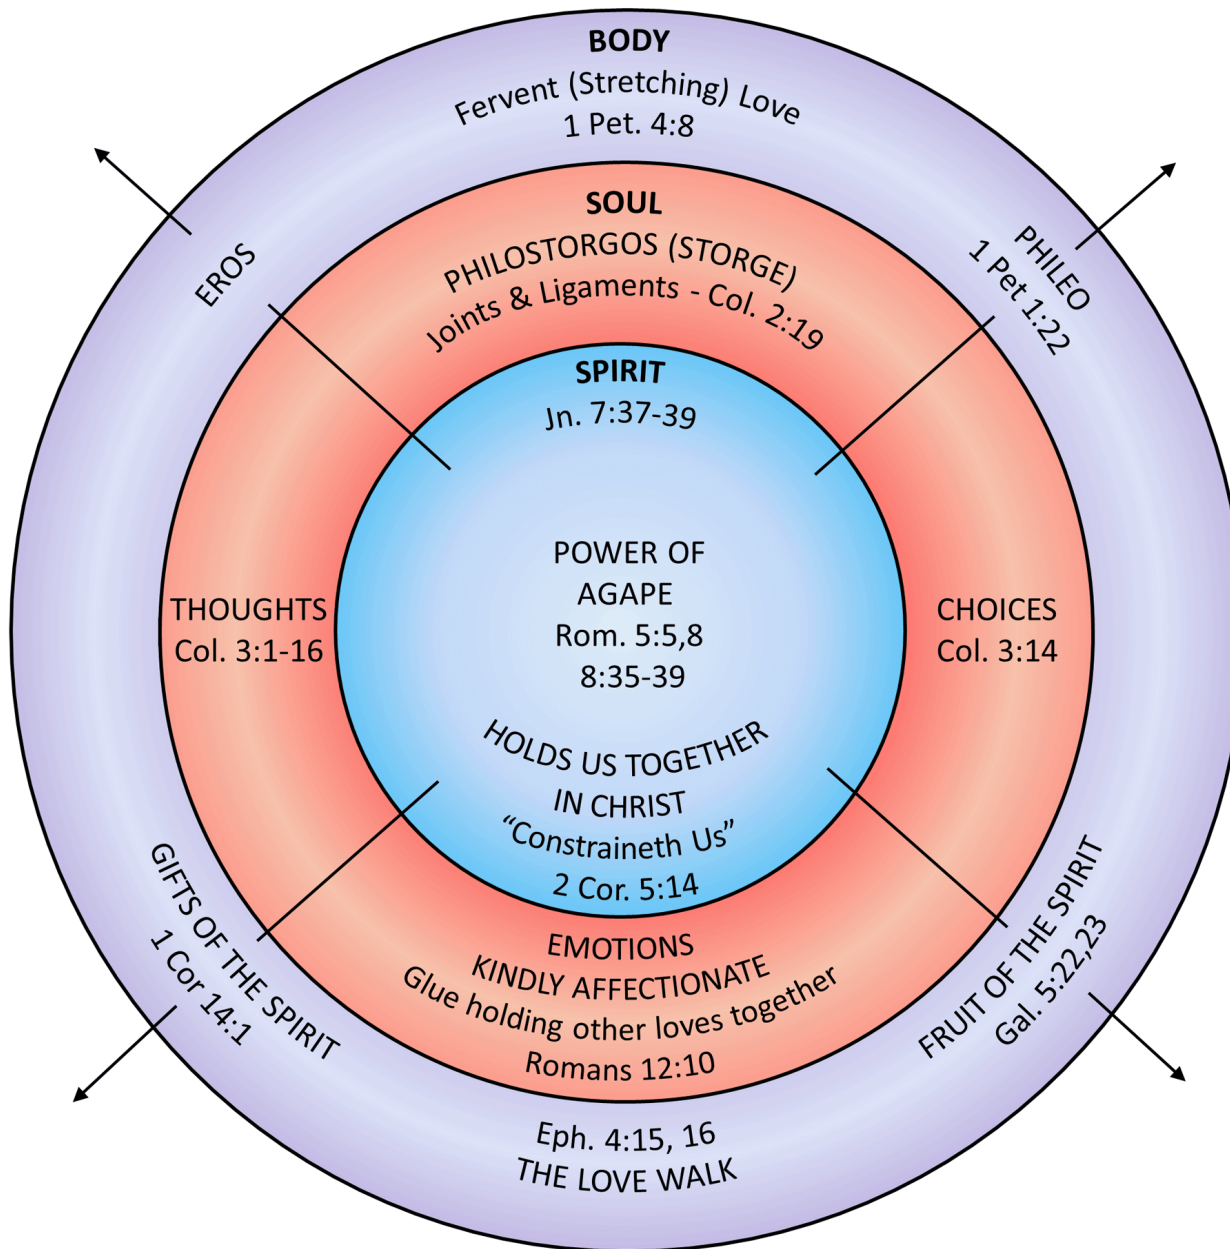 BODY
Fervent (Stretching) Love
1 Pet. 4:8
EROS
PHILEO
1 Pet 1:22
SOUL
PHILOSTORGOS (STORGE)
Joints & Ligaments - Col. 2:19
SPIRIT
Jn. 7:37-39
POWER OF
AGAPE
Rom. 5:5,8
8:35-39
THOUGHTS
Col. 3:1-16
CHOICES
Col. 3:14
HOLDS US TOGETHER
IN CHRIST
“Constraineth Us”
2 Cor. 5:14
EMOTIONS
KINDLY AFFECTIONATE
Glue holding other loves together
Romans 12:10
GIFTS OF THE SPIRIT
1 Cor 14:1
FRUIT OF THE SPIRIT
Gal. 5:22,23
Eph. 4:15, 16
THE LOVE WALK